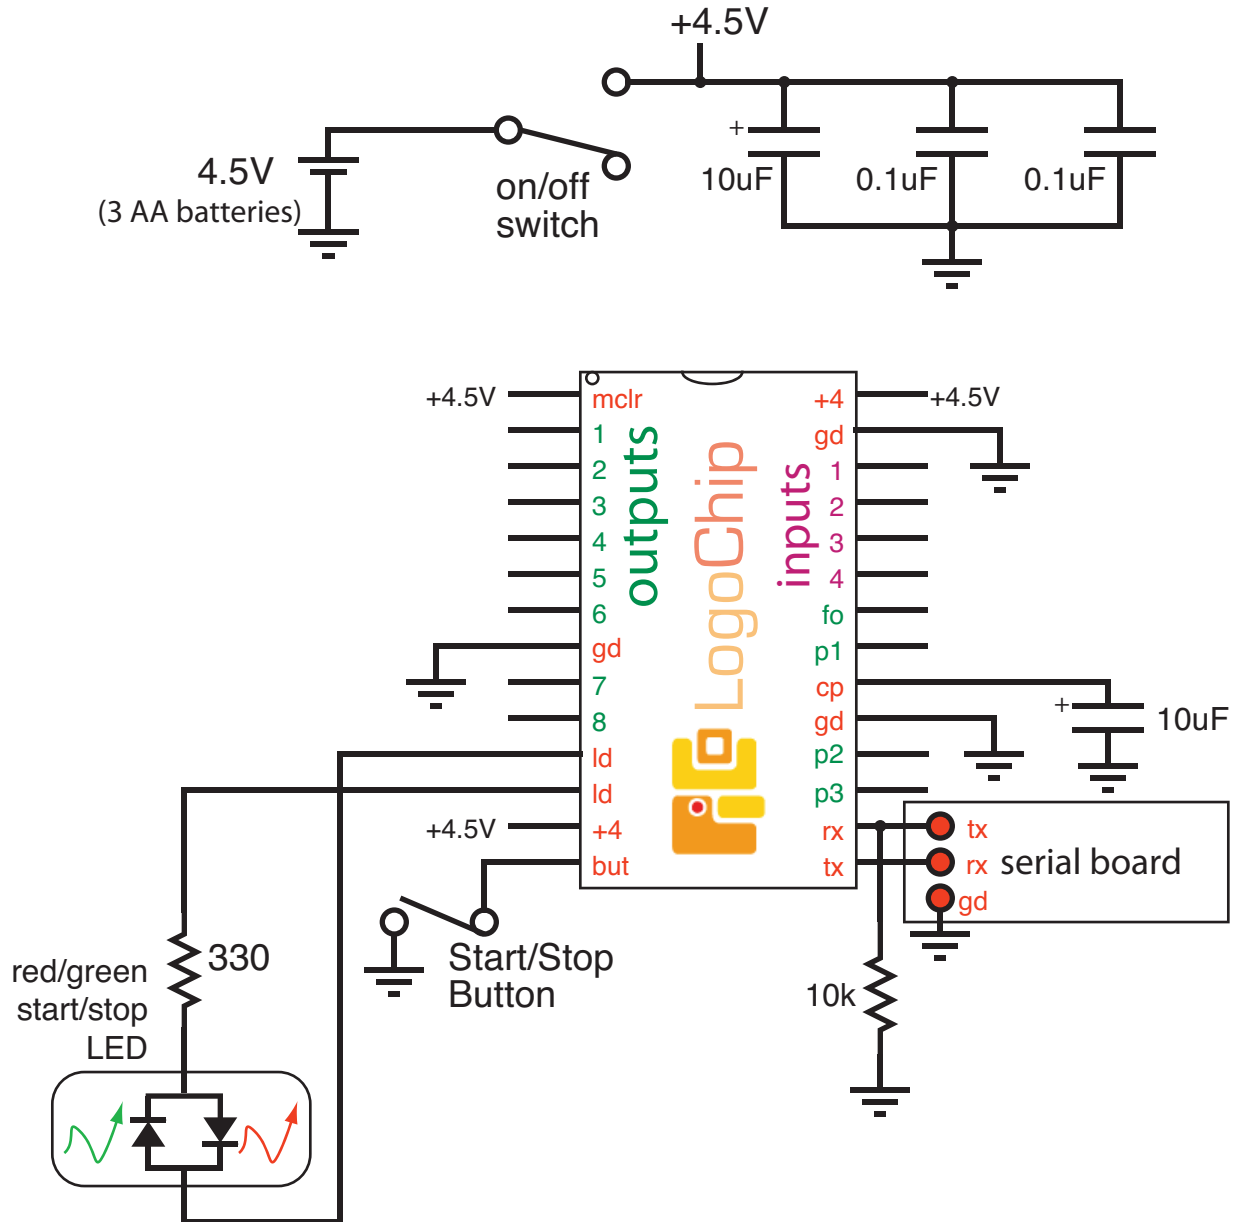 +4.5V
4.5V
(3 AA batteries)
on/off
switch
+
10uF
0.1uF
0.1uF
+4.5V
mclr
1
2
3
4
5
6
gd
7
8
ld
ld
+4.5V
+4
but
outputs
LogoChip
inputs
+4
+4.5V
gd
1
2
3
4
fo
p1
cp
gd
p2
p3
rx
tx
+
10uF
tx
rx
gd
serial board
10k
Start/Stop
Button
330
red/green
start/stop
LED